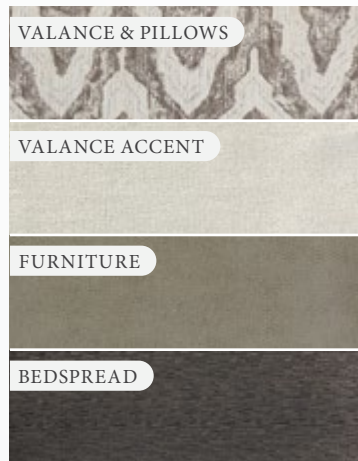 VALANCE & PILLOWS
VALANCE ACCENT
FURNITURE
BEDSPREAD